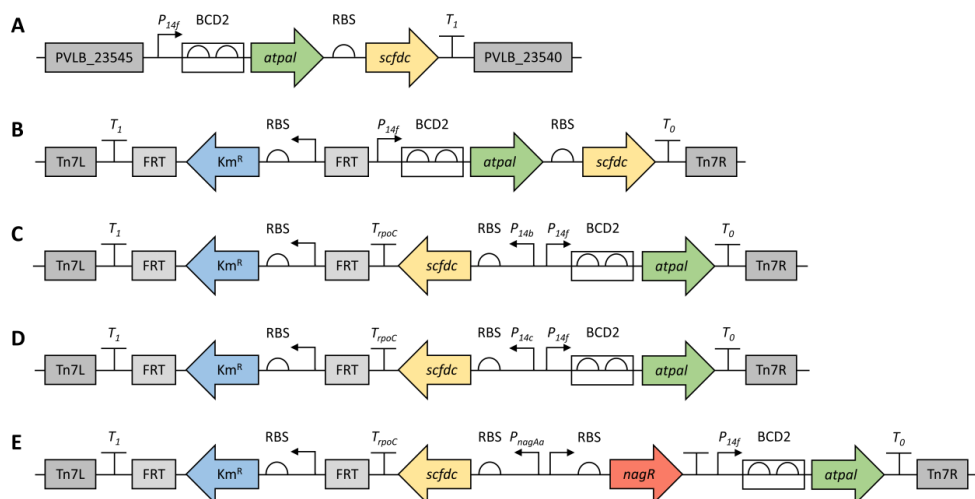 A P14f BCD2 RBS T1
PVLB_23545 atpal scfdc PVLB_23540
B T1 RBS P14f BCD2 RBS T0
Tn7L FRT KmR FRT atpal scfdc Tn7R
C T1 RBS TrpoC RBS P14b P14f BCD2 T0
Tn7L FRT KmR FRT scfdc atpal Tn7R
D T1 RBS TrpoC RBS P14c P14f BCD2 T0
Tn7L FRT KmR FRT scfdc atpal Tn7R
E T1 RBS TrpoC RBS PnagAa RBS P14f BCD2 T0
Tn7L FRT KmR FRT scfdc nagR atpal Tn7R